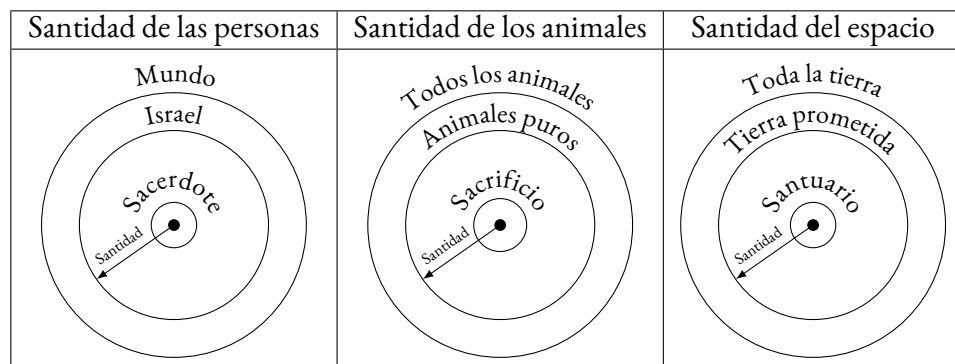 Santidad de las personas
Santidad de los animales
Santidad del espacio
Mundo
Israel
Sacerdote
Santidad
Todos los animales
Animales puros
Sacrificio
Santidad
Toda la tierra
Tierra prometida
Santuario
Santidad